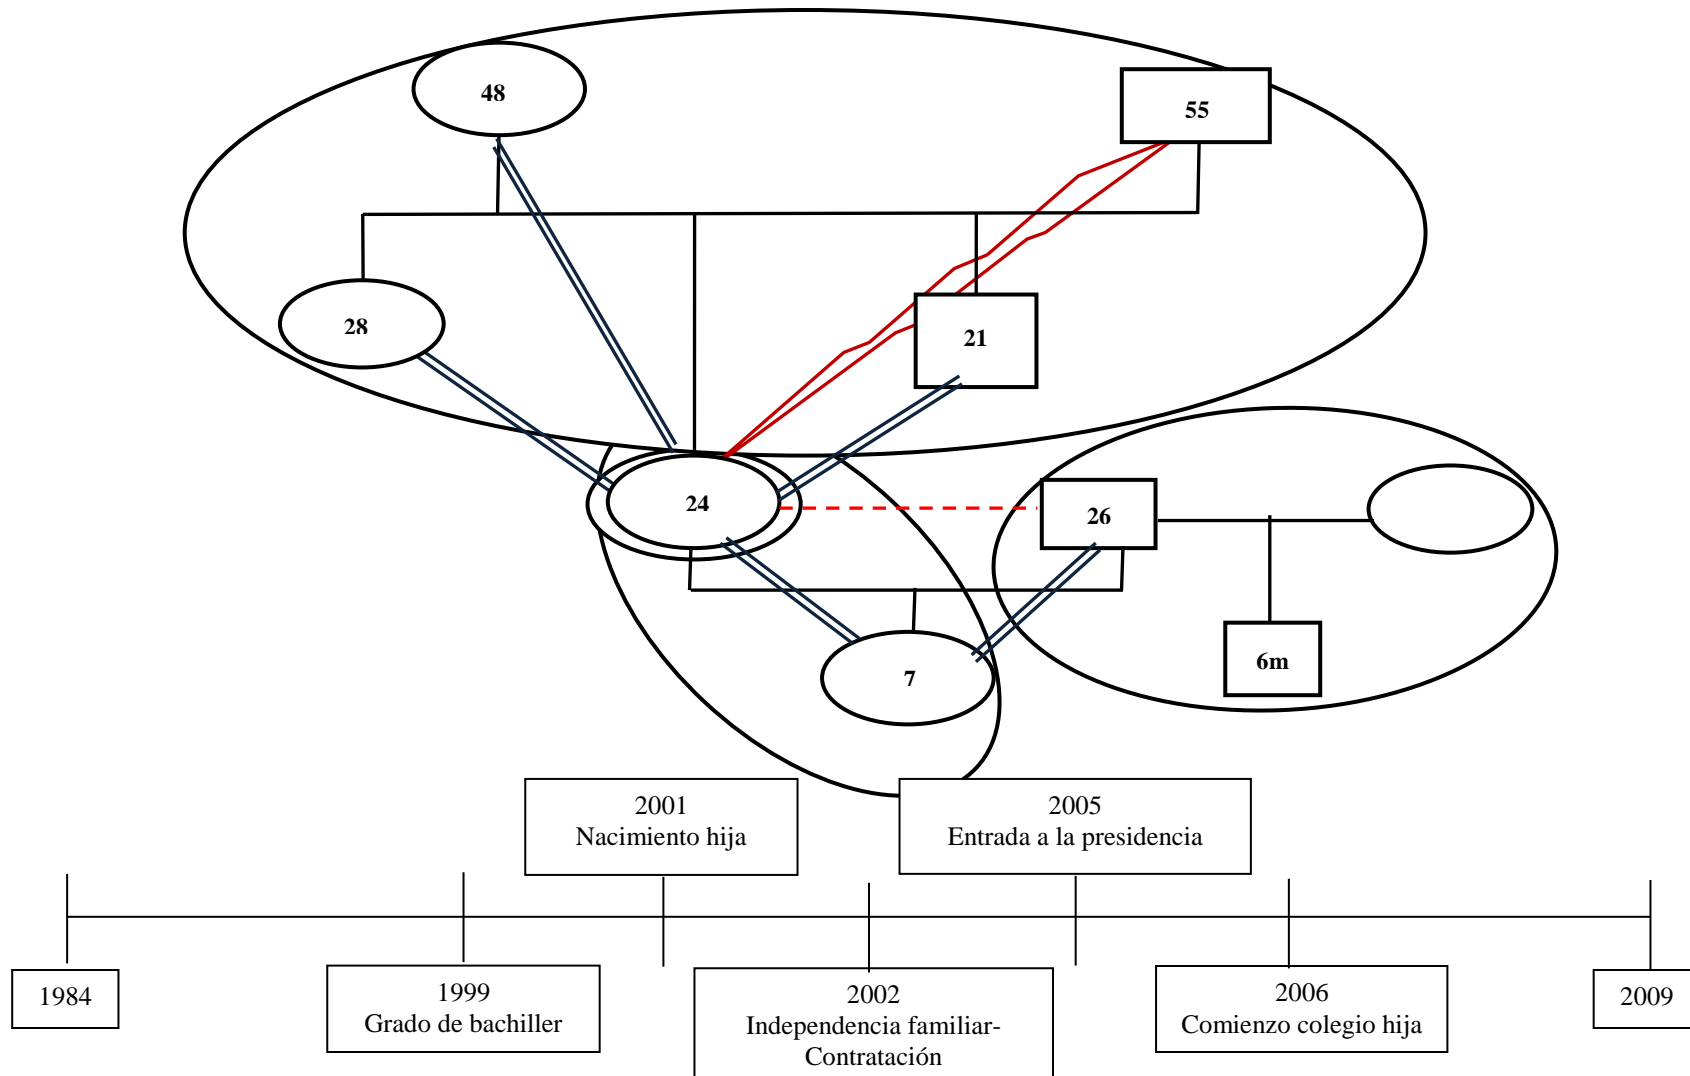 48
55
28
21
24
26
7
6m
2001
Nacimiento hija
2005
Entrada a la presidencia
1984
1999
Grado de bachiller
2002
Independencia familiar-
Contratación
2006
Comienzo colegio hija
2009